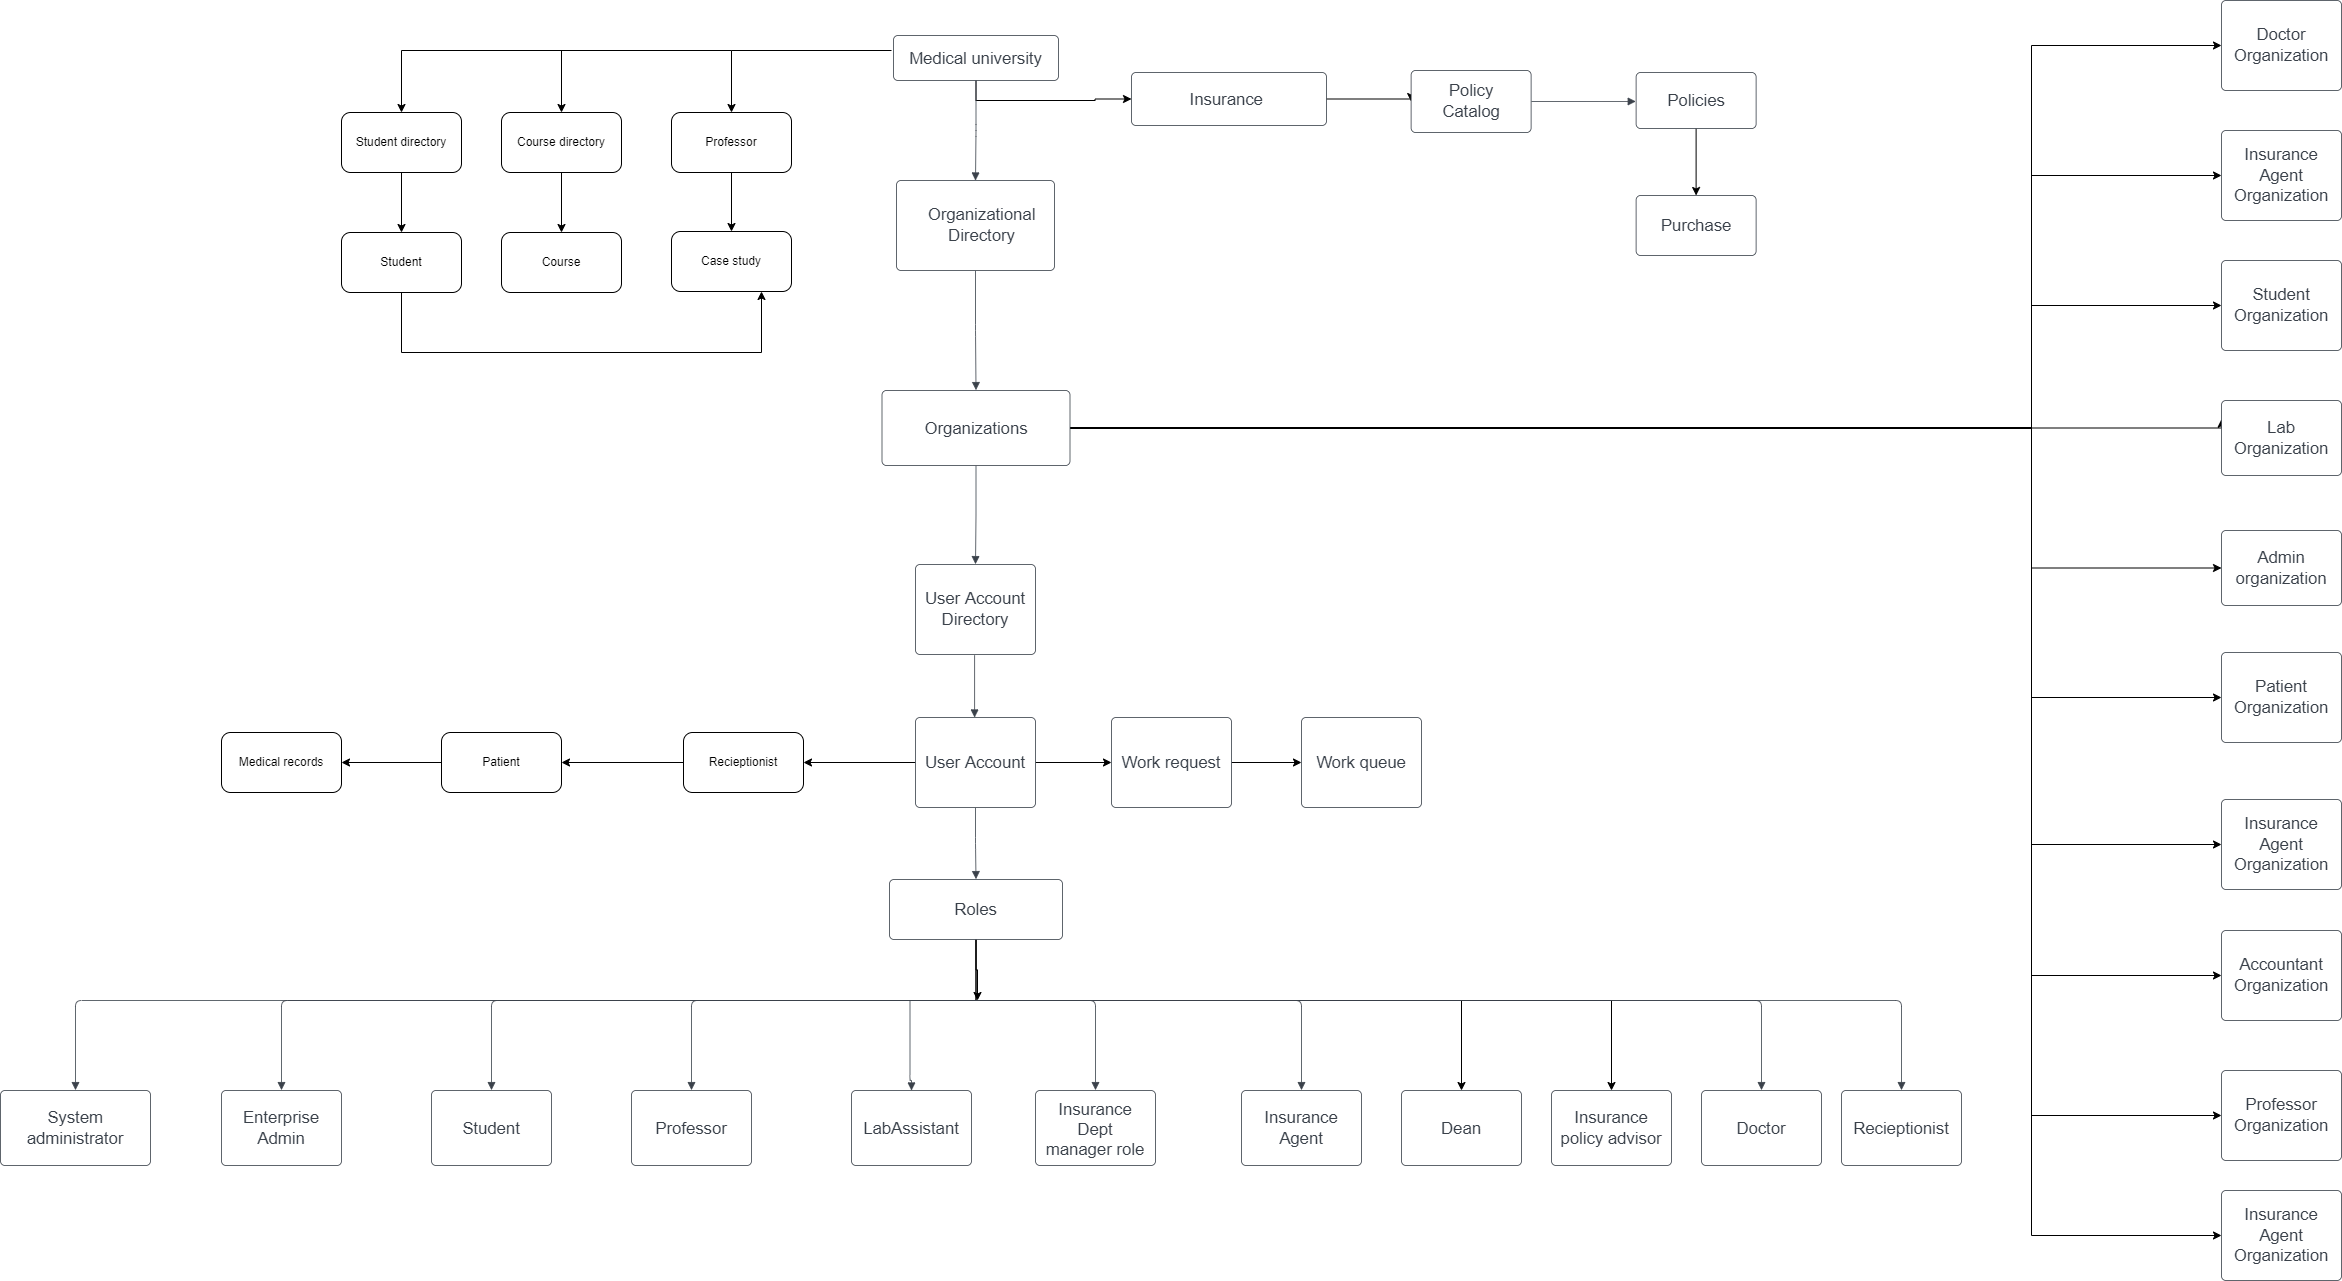 Medical university
Doctor
Organization
Insurance
Policy
Catalog
Policies
Student directory
Course directory
Professor
Insurance
Agent
Organization
Organizational
Directory
Purchase
Student
Course
Case study
Student
Organization
Organizations
Lab
Organization
Admin
organization
User Account
Directory
Patient
Organization
Medical records
Patient
Recieptionist
User Account
Work request
Work queue
Insurance
Agent
Organization
Roles
Accountant
Organization
System
administrator
Enterprise
Admin
Student
Professor
LabAssistant
Insurance
Dept
manager role
Insurance
Agent
Dean
Insurance
policy advisor
Doctor
Recieptionist
Professor
Organization
Insurance
Agent
Organization